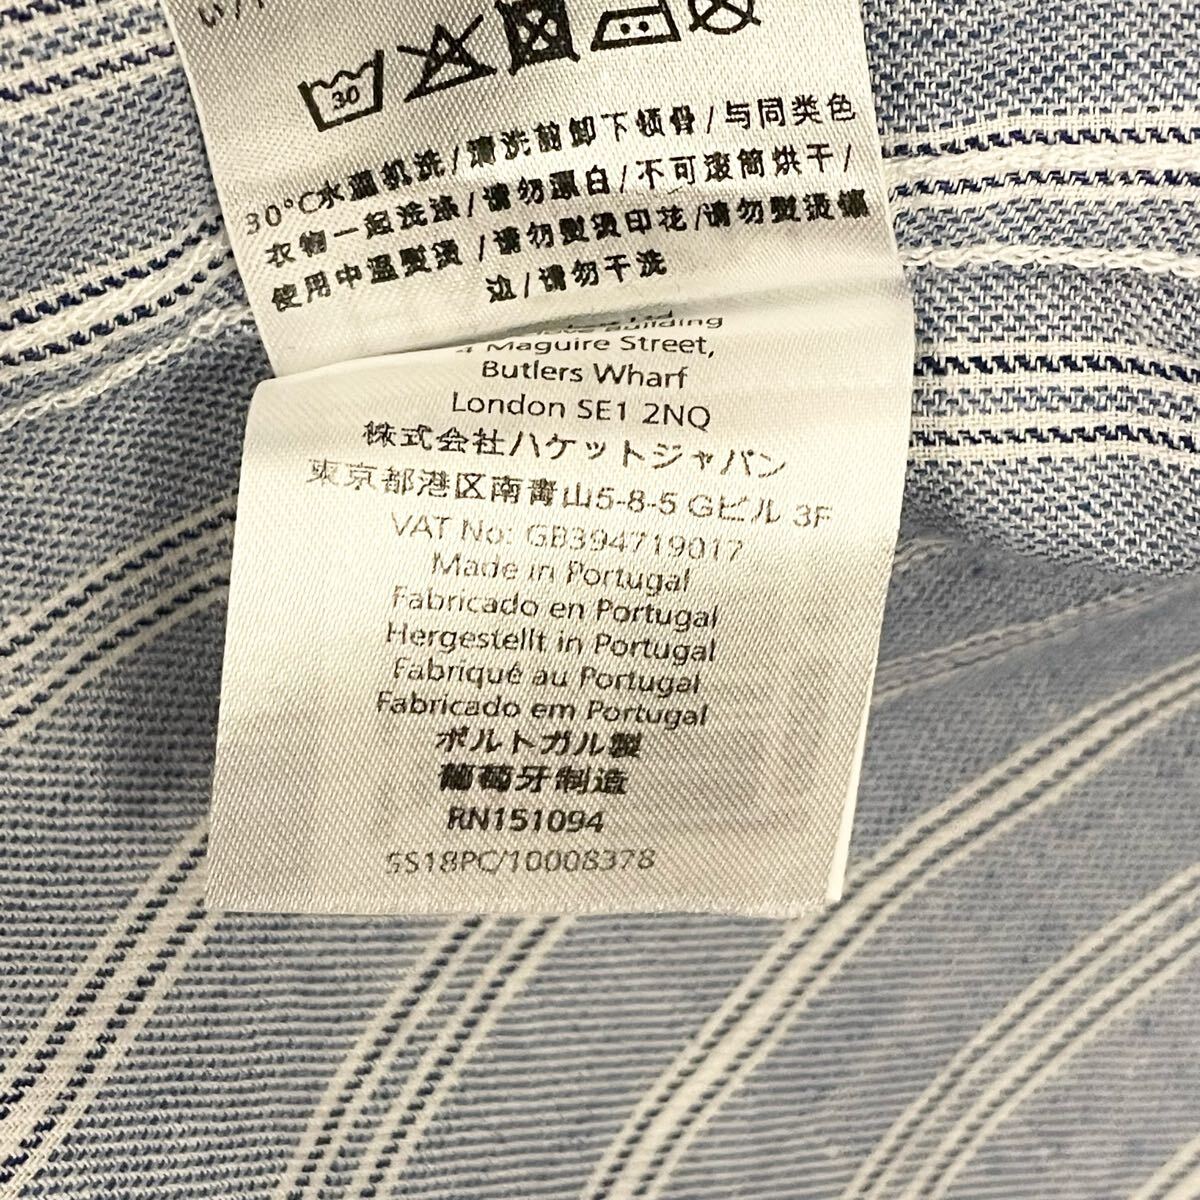 30
30°C水温机洗/请洗前卸下领骨/与同类色
衣物一起洗涤/请勿漂白/不可滚筒烘干/
使用中温熨烫/请勿熨烫印花/请勿熨烫镶
边/请勿干洗
Ltd
Building
4 Maguire Street,
Butlers Wharf
London SE1 2NQ
株式会社ハケットジャパン
東京都港区南青山5-8-5 Gビル 3F
VAT No: GB394719017
Made in Portugal
Fabricado en Portugal
Hergestellt in Portugal
Fabriqué au Portugal
Fabricado em Portugal
ポルトガル製
葡萄牙制造
RN151094
SS18PC/10008378